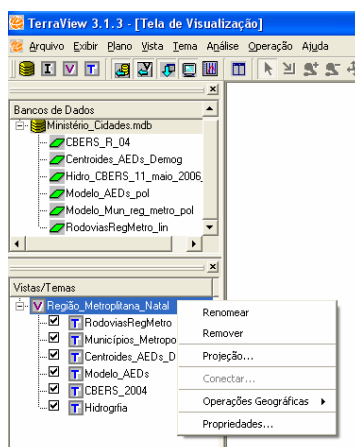 TerraView 3.1.3 - [Tela de Visualização]
Arquivo Exibir Plano Vista Tema Análise Operação Ajuda
I V T
Bancos de Dados
Ministério_Cidades.mdb
CBERS_R_04
Centroides_AEDs_Demog
Hidro_CBERS_11_maio_2006_
Modelo_AEDs_pol
Modelo_Mun_reg_metro_pol
RodoviasRegMetro_lin
Vistas/Temas
V Região_Metroplitana_Natal
T RodoviasRegMetro
T Municípios_Metropo
T Centroides_AEDs_D
T Modelo_AEDs
T CBERS_2004
T Hidrogrfia
Renomear
Remover
Projeção...
Conectar...
Operações Geográficas
Propriedades...